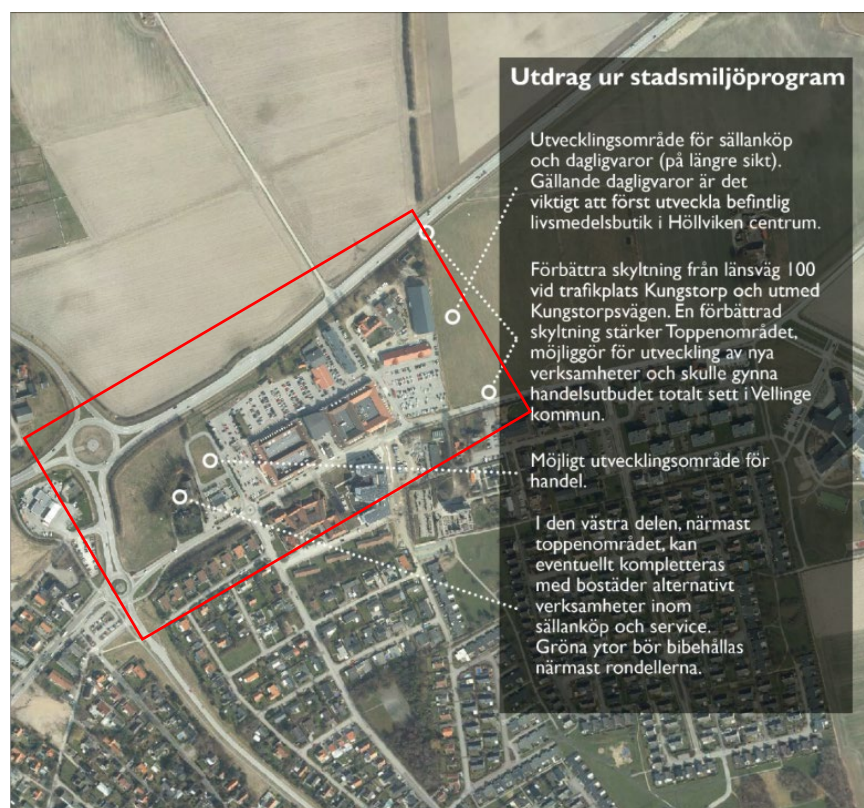 Utdrag ur stadsmiljöprogram
Utvecklingsområde för sällanköp
och dagligvaror (på längre sikt).
Gällande dagligvaror är det
viktigt att först utveckla befintlig
livsmedelsbutik i Höllviken centrum.
Förbättra skyltning från länsväg 100
vid trafikplats Kungstorp och utmed
Kungstorpsvägen. En förbättrad
skyltning stärker Toppenområdet,
möjliggör för utveckling av nya
verksamheter och skulle gynna
handelsutbudet totalt sett i Vellinge
kommun.
Möjligt utvecklingsområde för
handel.
I den västra delen, närmast
toppenområdet, kan
eventuellt kompletteras
med bostäder alternativt
verksamheter inom
sällanköp och service.
Gröna ytor bör bibehållas
närmast rondellerna.